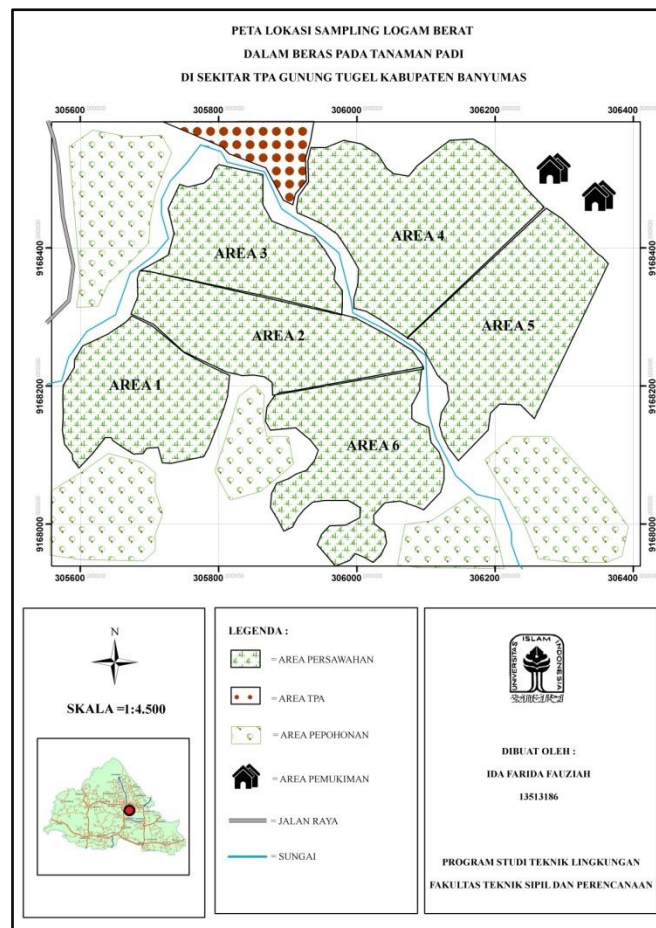 PETA LOKASI SAMPLING LOGAM BERAT
DALAM BERAS PADA TANAMAN PADI
DI SEKITAR TPA GUNUNG TUGEL KABUPATEN BANYUMAS
305600 305800 306000 306200 306400
AREA 4
9168400 9168400
AREA 3
AREA 5
AREA 2
AREA 1
9168200 9168200
AREA 6
9168000 9168000
305600 305800 306000 306200 306400
N
SKALA =1:4.500
LEGENDA :
= AREA PERSAWAHAN
= AREA TPA
= AREA PEPOHONAN
= AREA PEMUKIMAN
= JALAN RAYA
= SUNGAI
UNIVERSITAS ISLAM INDONESIA
DIBUAT OLEH :
IDA FARIDA FAUZIAH
13513186
PROGRAM STUDI TEKNIK LINGKUNGAN
FAKULTAS TEKNIK SIPIL DAN PERENCANAAN